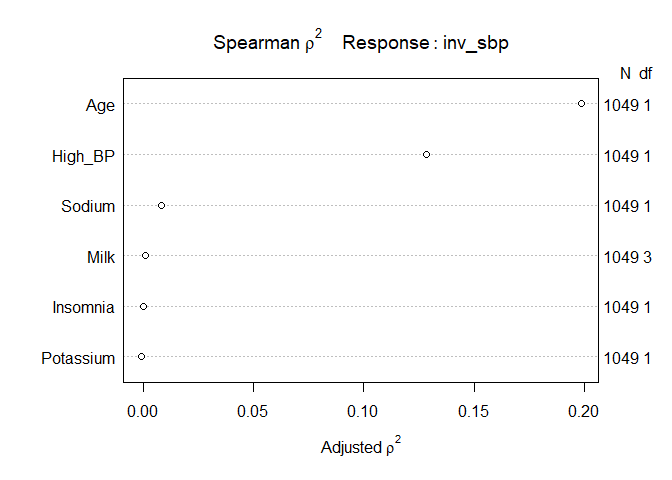 Spearman ρ² Response : inv_sbp
N df
Age 1049 1
High_BP 1049 1
Sodium 1049 1
Milk 1049 3
Insomnia 1049 1
Potassium 1049 1
0.00 0.05 0.10 0.15 0.20
Adjusted ρ²